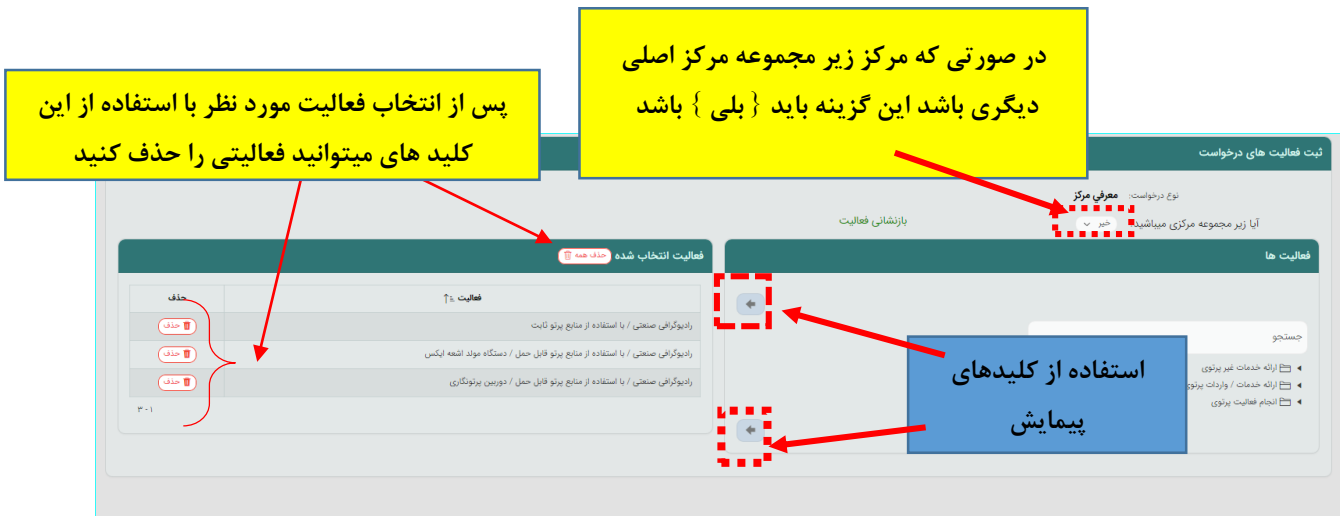 در صورتی که مرکز زیر مجموعه مرکز اصلی
دیگری باشد این گزینه باید { بلی } باشد
پس از انتخاب فعالیت مورد نظر با استفاده از این
کلید های میتوانید فعالیتی را حذف کنید
ثبت فعالیت های درخواست
نوع درخواست: معرفي مركز
آیا زیر مجموعه مرکزی میباشید خیر
بازنشانی فعالیت
فعالیت ها
جستجو
ارائه خدمات غیر پرتوی
ارائه خدمات / واردات پرتوی
انجام فعالیت پرتوی
استفاده از کلیدهای
پیمایش
فعالیت انتخاب شده حذف همه
فعالیت حذف
رادیوگرافی صنعتی / با استفاده از منابع پرتو ثابت حذف
رادیوگرافی صنعتی / با استفاده از منابع پرتو قابل حمل / دستگاه مولد اشعه ایکس حذف
رادیوگرافی صنعتی / با استفاده از منابع پرتو قابل حمل / دوربین پرتونگاری حذف
۱ - ۳